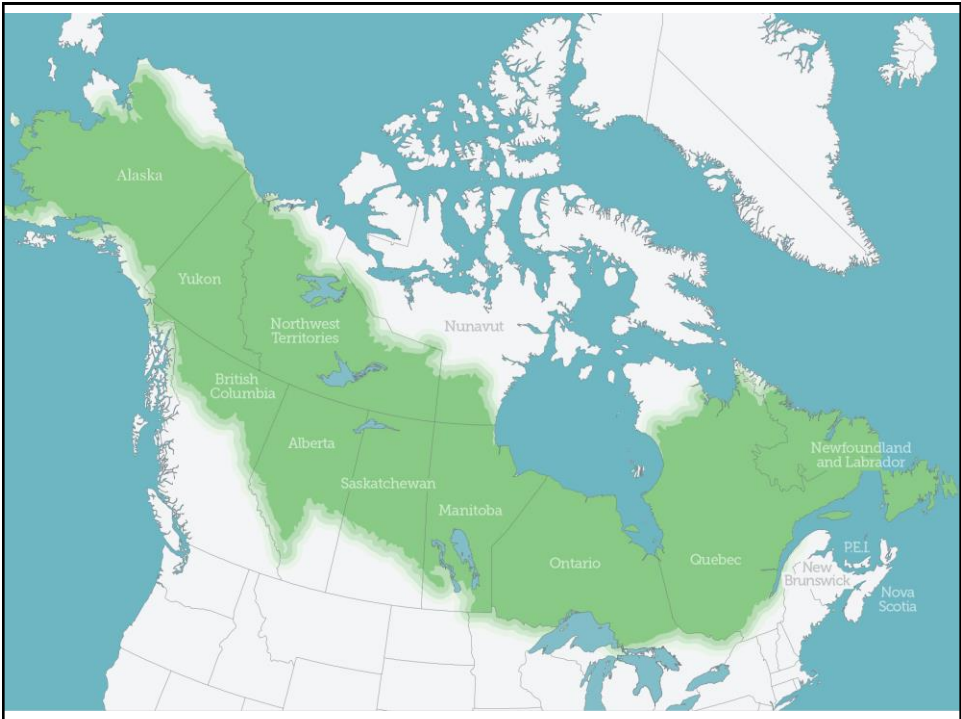 Alaska
Yukon
Northwest
Territories
Nunavut
British
Columbia
Alberta
Saskatchewan
Manitoba
Ontario
Quebec
Newfoundland
and Labrador
P.E.I.
New
Brunswick
Nova
Scotia